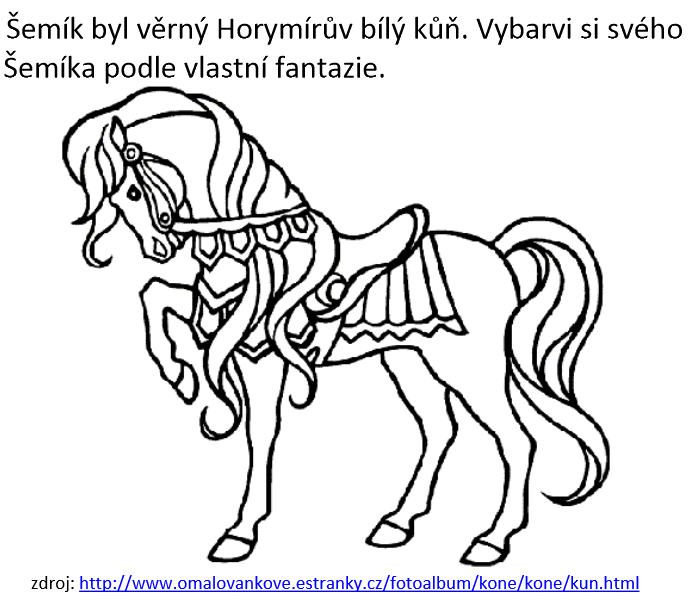 Šemík byl věrný Horymírův bílý kůň. Vybarvi si svého
Šemíka podle vlastní fantazie.
zdroj: http://www.omalovankove.estranky.cz/fotoalbum/kone/kone/kun.html